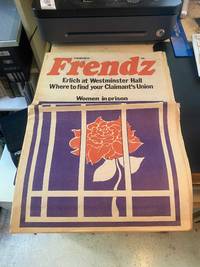 Frendz
Erlich at Westminster Hall
Where to find your Claimant's Union
Women in prison